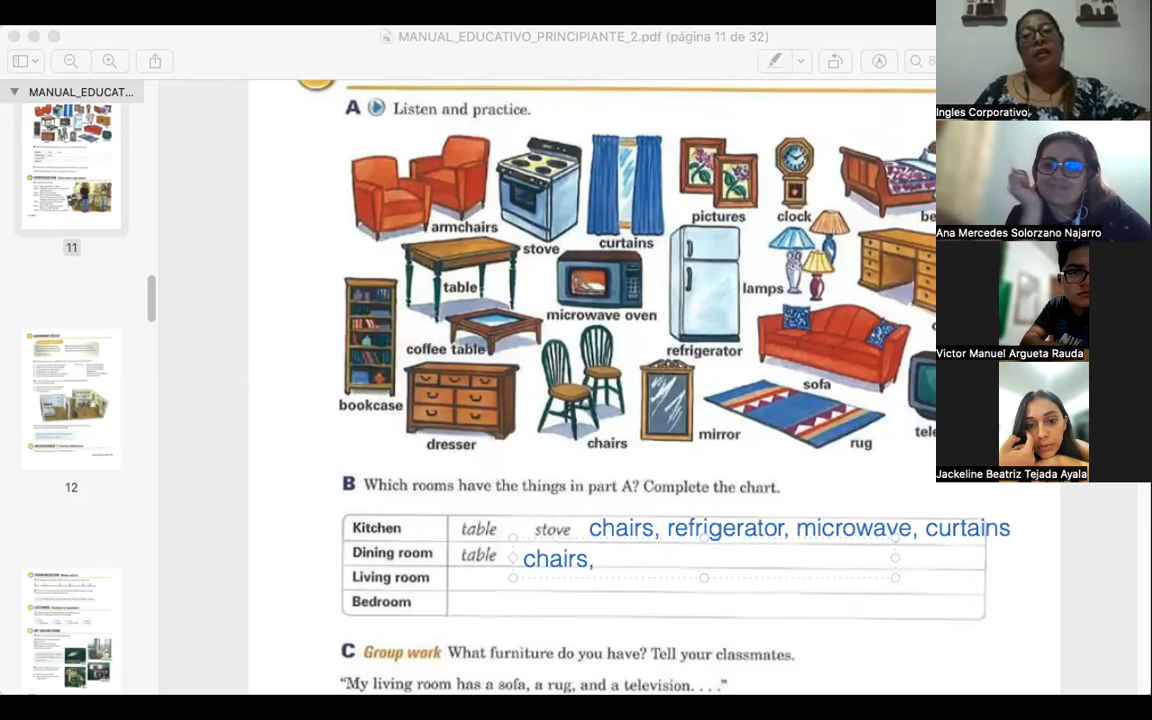 MANUAL_EDUCATIVO_PRINCIPIANTE_2.pdf (página 11 de 32)
MANUAL_EDUCAT...
A Listen and practice.
armchairs
stove
curtains
pictures
clock
be
table
microwave oven
lamps
coffee table
refrigerator
sofa
bookcase
dresser
chairs
mirror
rug
tele
11
12
B Which rooms have the things in part A? Complete the chart.
Kitchen table stove chairs, refrigerator, microwave, curtains
Dining room table chairs,
Living room
Bedroom
C Group work What furniture do you have? Tell your classmates.
"My living room has a sofa, a rug, and a television. . . ."
Ingles Corporativo
Ana Mercedes Solorzano Najarro
Victor Manuel Argueta Rauda
Jackeline Beatriz Tejada Ayala